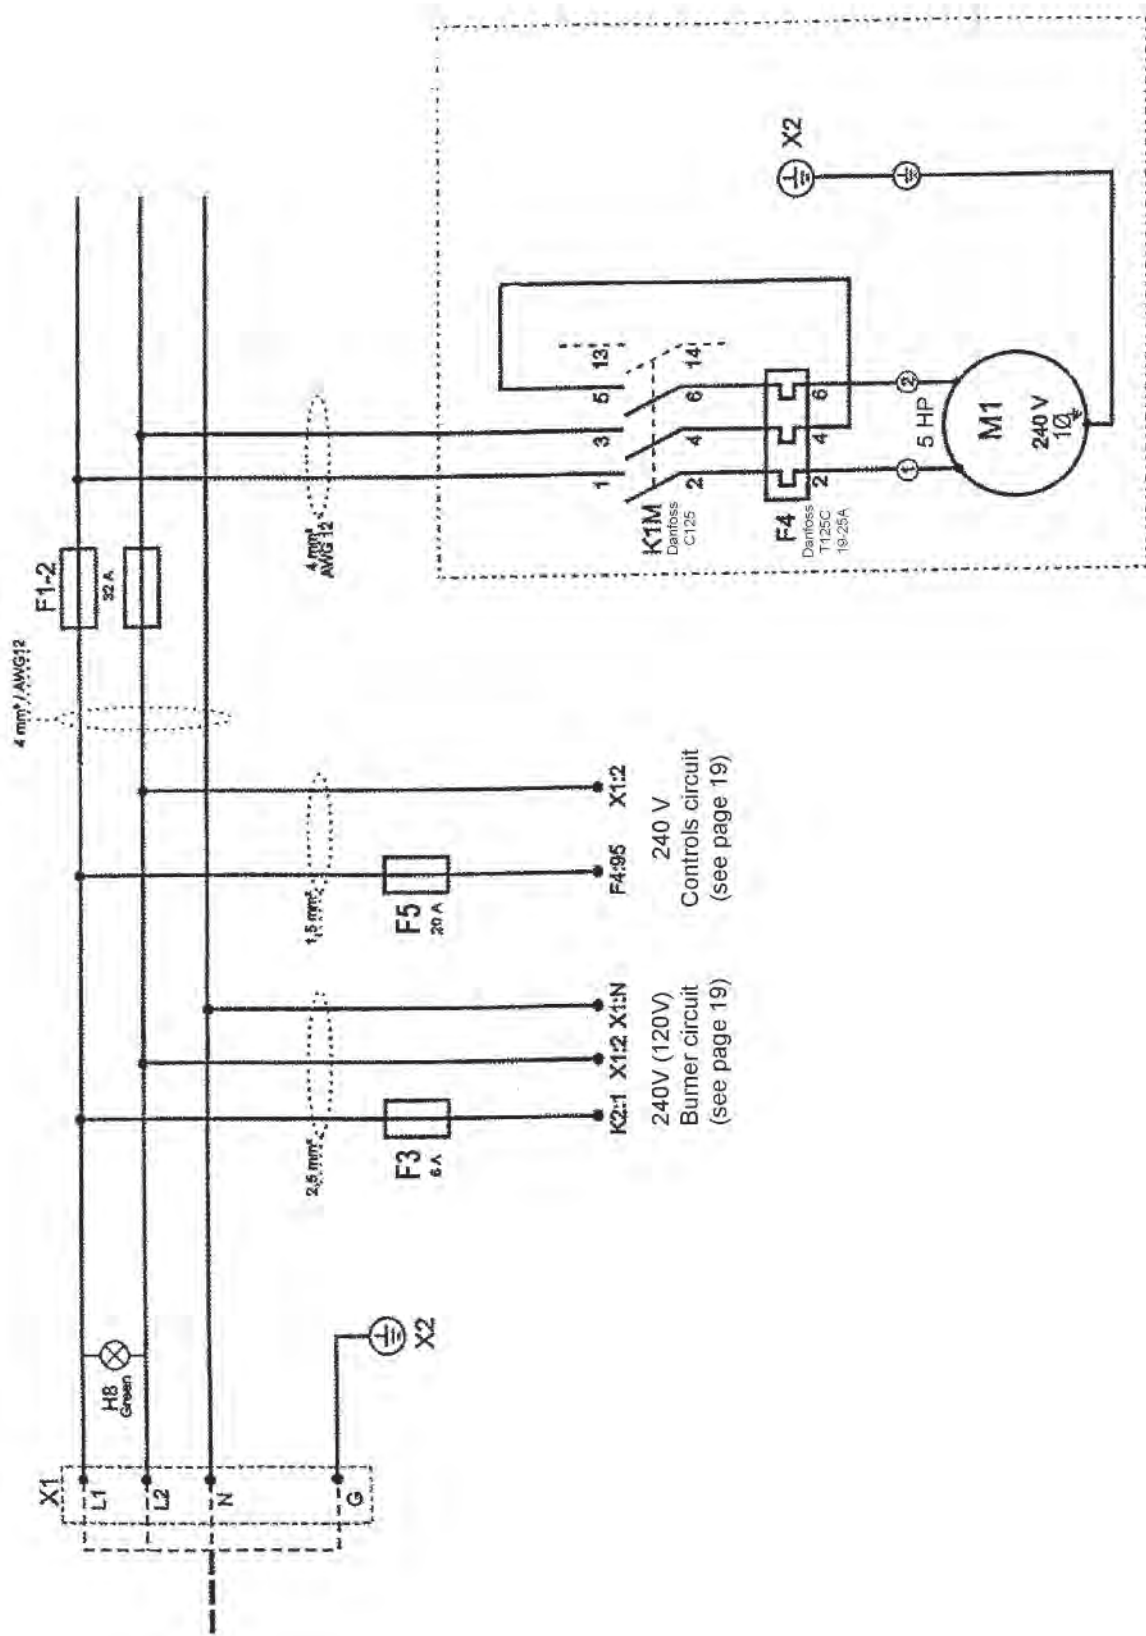 X1
L1
L2
N
G
H8
Green
X2
F3
6 A
2,5 mm²
K2:1 X1:2 X1:N
240V (120V)
Burner circuit
(see page 19)
F5
20 A
1,5 mm²
F4:95
X1:2
240 V
Controls circuit
(see page 19)
4 mm² / AWG12
F1-2
32 A
4 mm²
AWG 12
K1M
Danfoss
C125
1
3
5
13
2
4
6
14
F4
Danfoss
T125C
19-25A
2
4
6
1
5 HP
2
M1
240 V
1Ø
X2